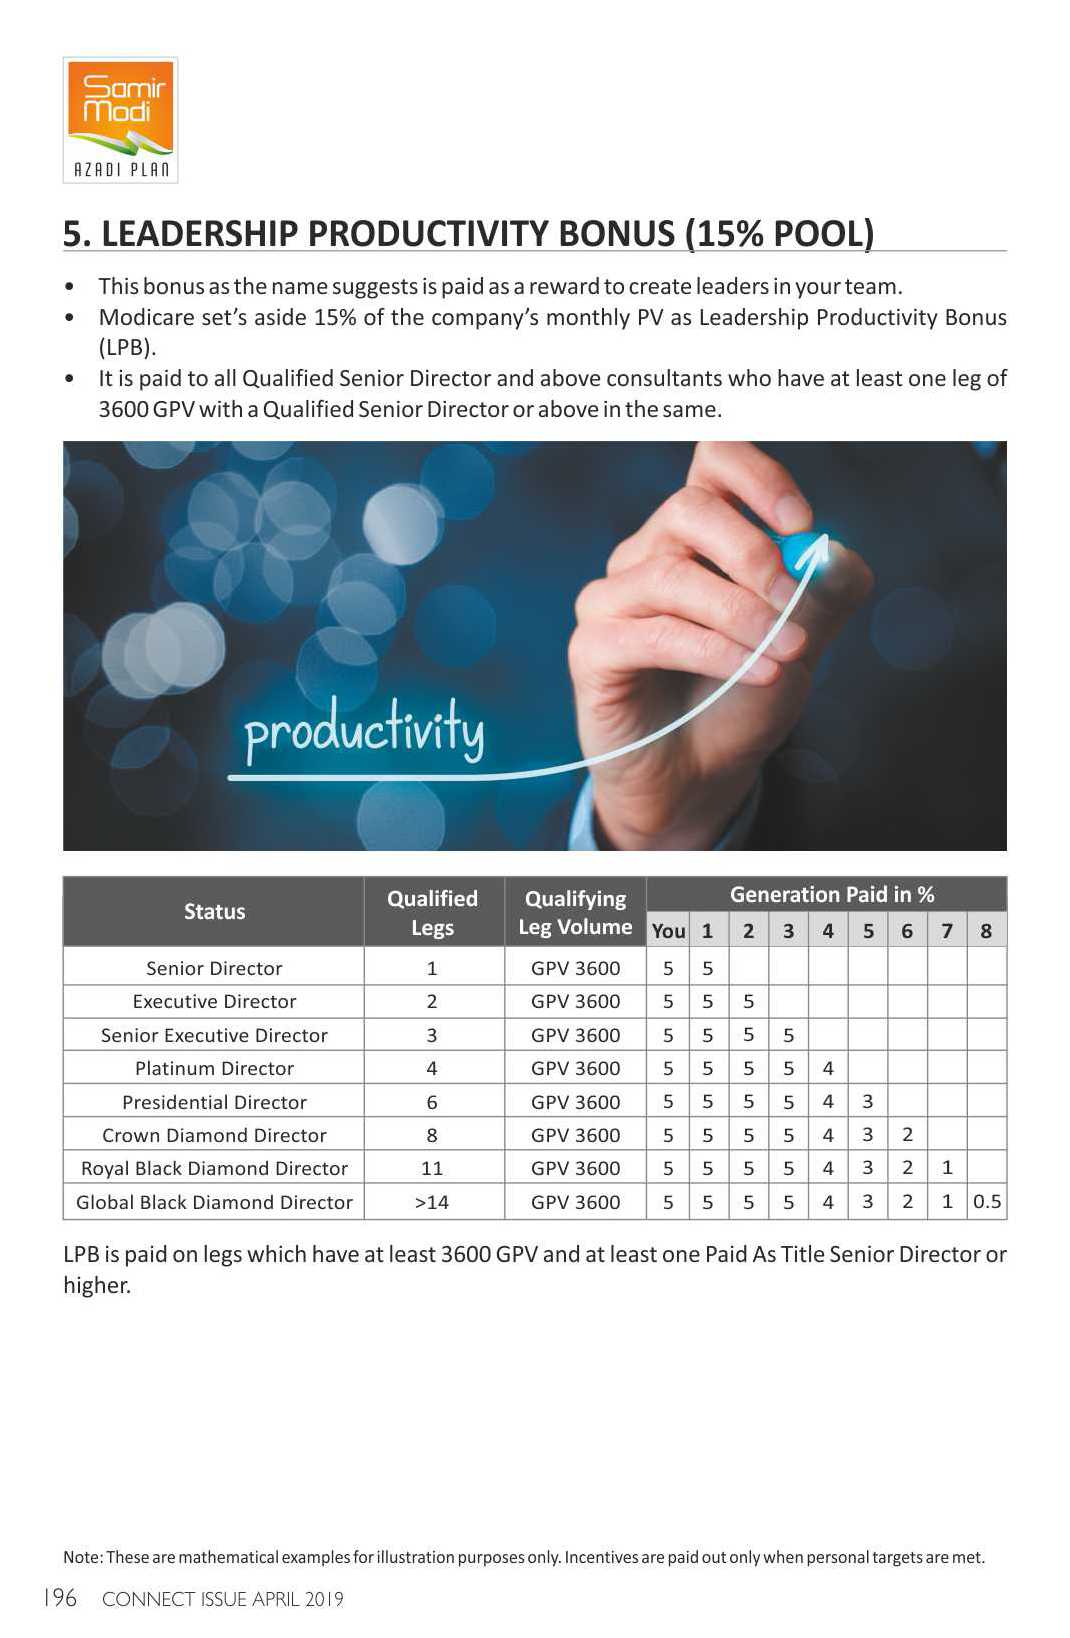 Samir
Modi
AZADI PLAN
5. LEADERSHIP PRODUCTIVITY BONUS (15% POOL)
• This bonus as the name suggests is paid as a reward to create leaders in your team.
• Modicare set’s aside 15% of the company’s monthly PV as Leadership Productivity Bonus
(LPB).
• It is paid to all Qualified Senior Director and above consultants who have at least one leg of
3600 GPV with a Qualified Senior Director or above in the same.
productivity
Status Qualified Legs Qualifying Leg Volume Generation Paid in %
You 1 2 3 4 5 6 7 8
Senior Director 1 GPV 3600 5 5
Executive Director 2 GPV 3600 5 5 5
Senior Executive Director 3 GPV 3600 5 5 5 5
Platinum Director 4 GPV 3600 5 5 5 5 4
Presidential Director 6 GPV 3600 5 5 5 5 4 3
Crown Diamond Director 8 GPV 3600 5 5 5 5 4 3 2
Royal Black Diamond Director 11 GPV 3600 5 5 5 5 4 3 2 1
Global Black Diamond Director >14 GPV 3600 5 5 5 5 4 3 2 1 0.5
LPB is paid on legs which have at least 3600 GPV and at least one Paid As Title Senior Director or
higher.
Note: These are mathematical examples for illustration purposes only. Incentives are paid out only when personal targets are met.
196 CONNECT ISSUE APRIL 2019